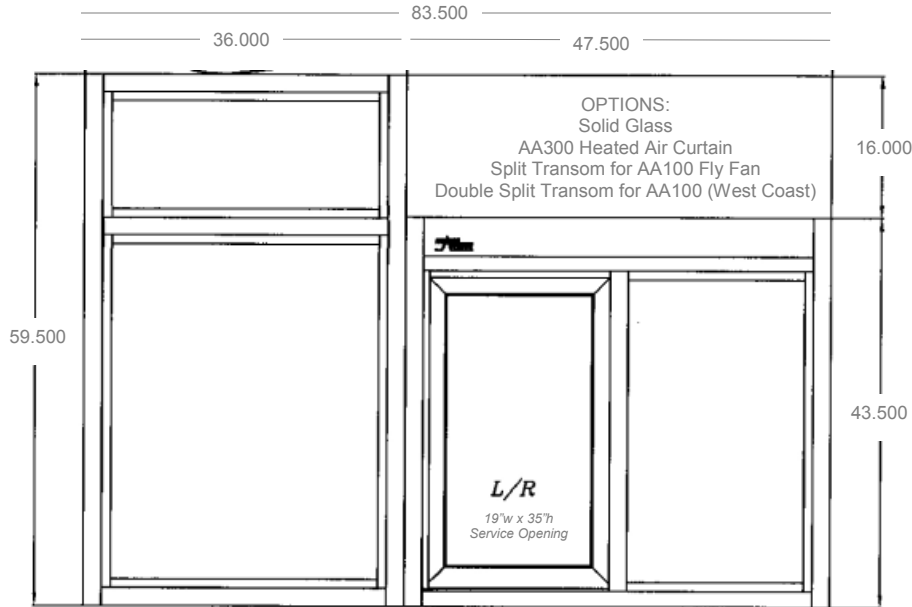 83.500
36.000
47.500
OPTIONS:
Solid Glass
AA300 Heated Air Curtain
Split Transom for AA100 Fly Fan
Double Split Transom for AA100 (West Coast)
16.000
59.500
43.500
L/R
19"w x 35"h
Service Opening